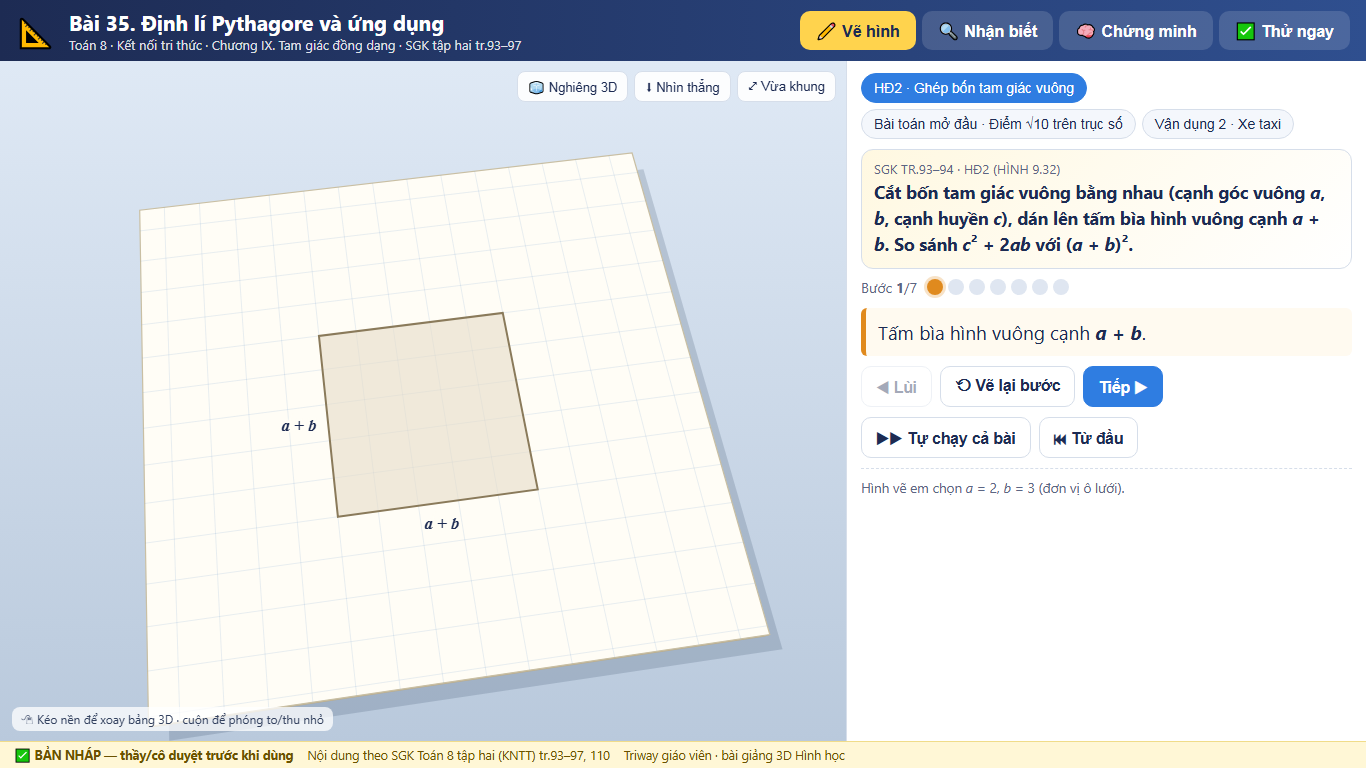 Bài 35. Định lí Pythagore và ứng dụng
Toán 8 · Kết nối tri thức · Chương IX. Tam giác đồng dạng · SGK tập hai tr.93–97
Vẽ hình
Nhận biết
Chứng minh
Thử ngay
Nghiêng 3D
⬇ Nhìn thẳng
⤢ Vừa khung
a + b
a + b
Kéo nền để xoay bảng 3D · cuộn để phóng to/thu nhỏ
HĐ2 · Ghép bốn tam giác vuông
Bài toán mở đầu · Điểm √10 trên trục số
Vận dụng 2 · Xe taxi
SGK TR.93–94 · HĐ2 (HÌNH 9.32)
Cắt bốn tam giác vuông bằng nhau (cạnh góc vuông a,
b, cạnh huyền c), dán lên tấm bìa hình vuông cạnh a +
b. So sánh c² + 2ab với (a + b)².
Bước 1/7
Tấm bìa hình vuông cạnh a + b.
◀ Lùi
⟲ Vẽ lại bước
Tiếp ▶
▶▶ Tự chạy cả bài
⏮ Từ đầu
Hình vẽ em chọn a = 2, b = 3 (đơn vị ô lưới).
✅ BẢN NHÁP — thầy/cô duyệt trước khi dùng
Nội dung theo SGK Toán 8 tập hai (KNTT) tr.93–97, 110
Triway giáo viên · bài giảng 3D Hình học